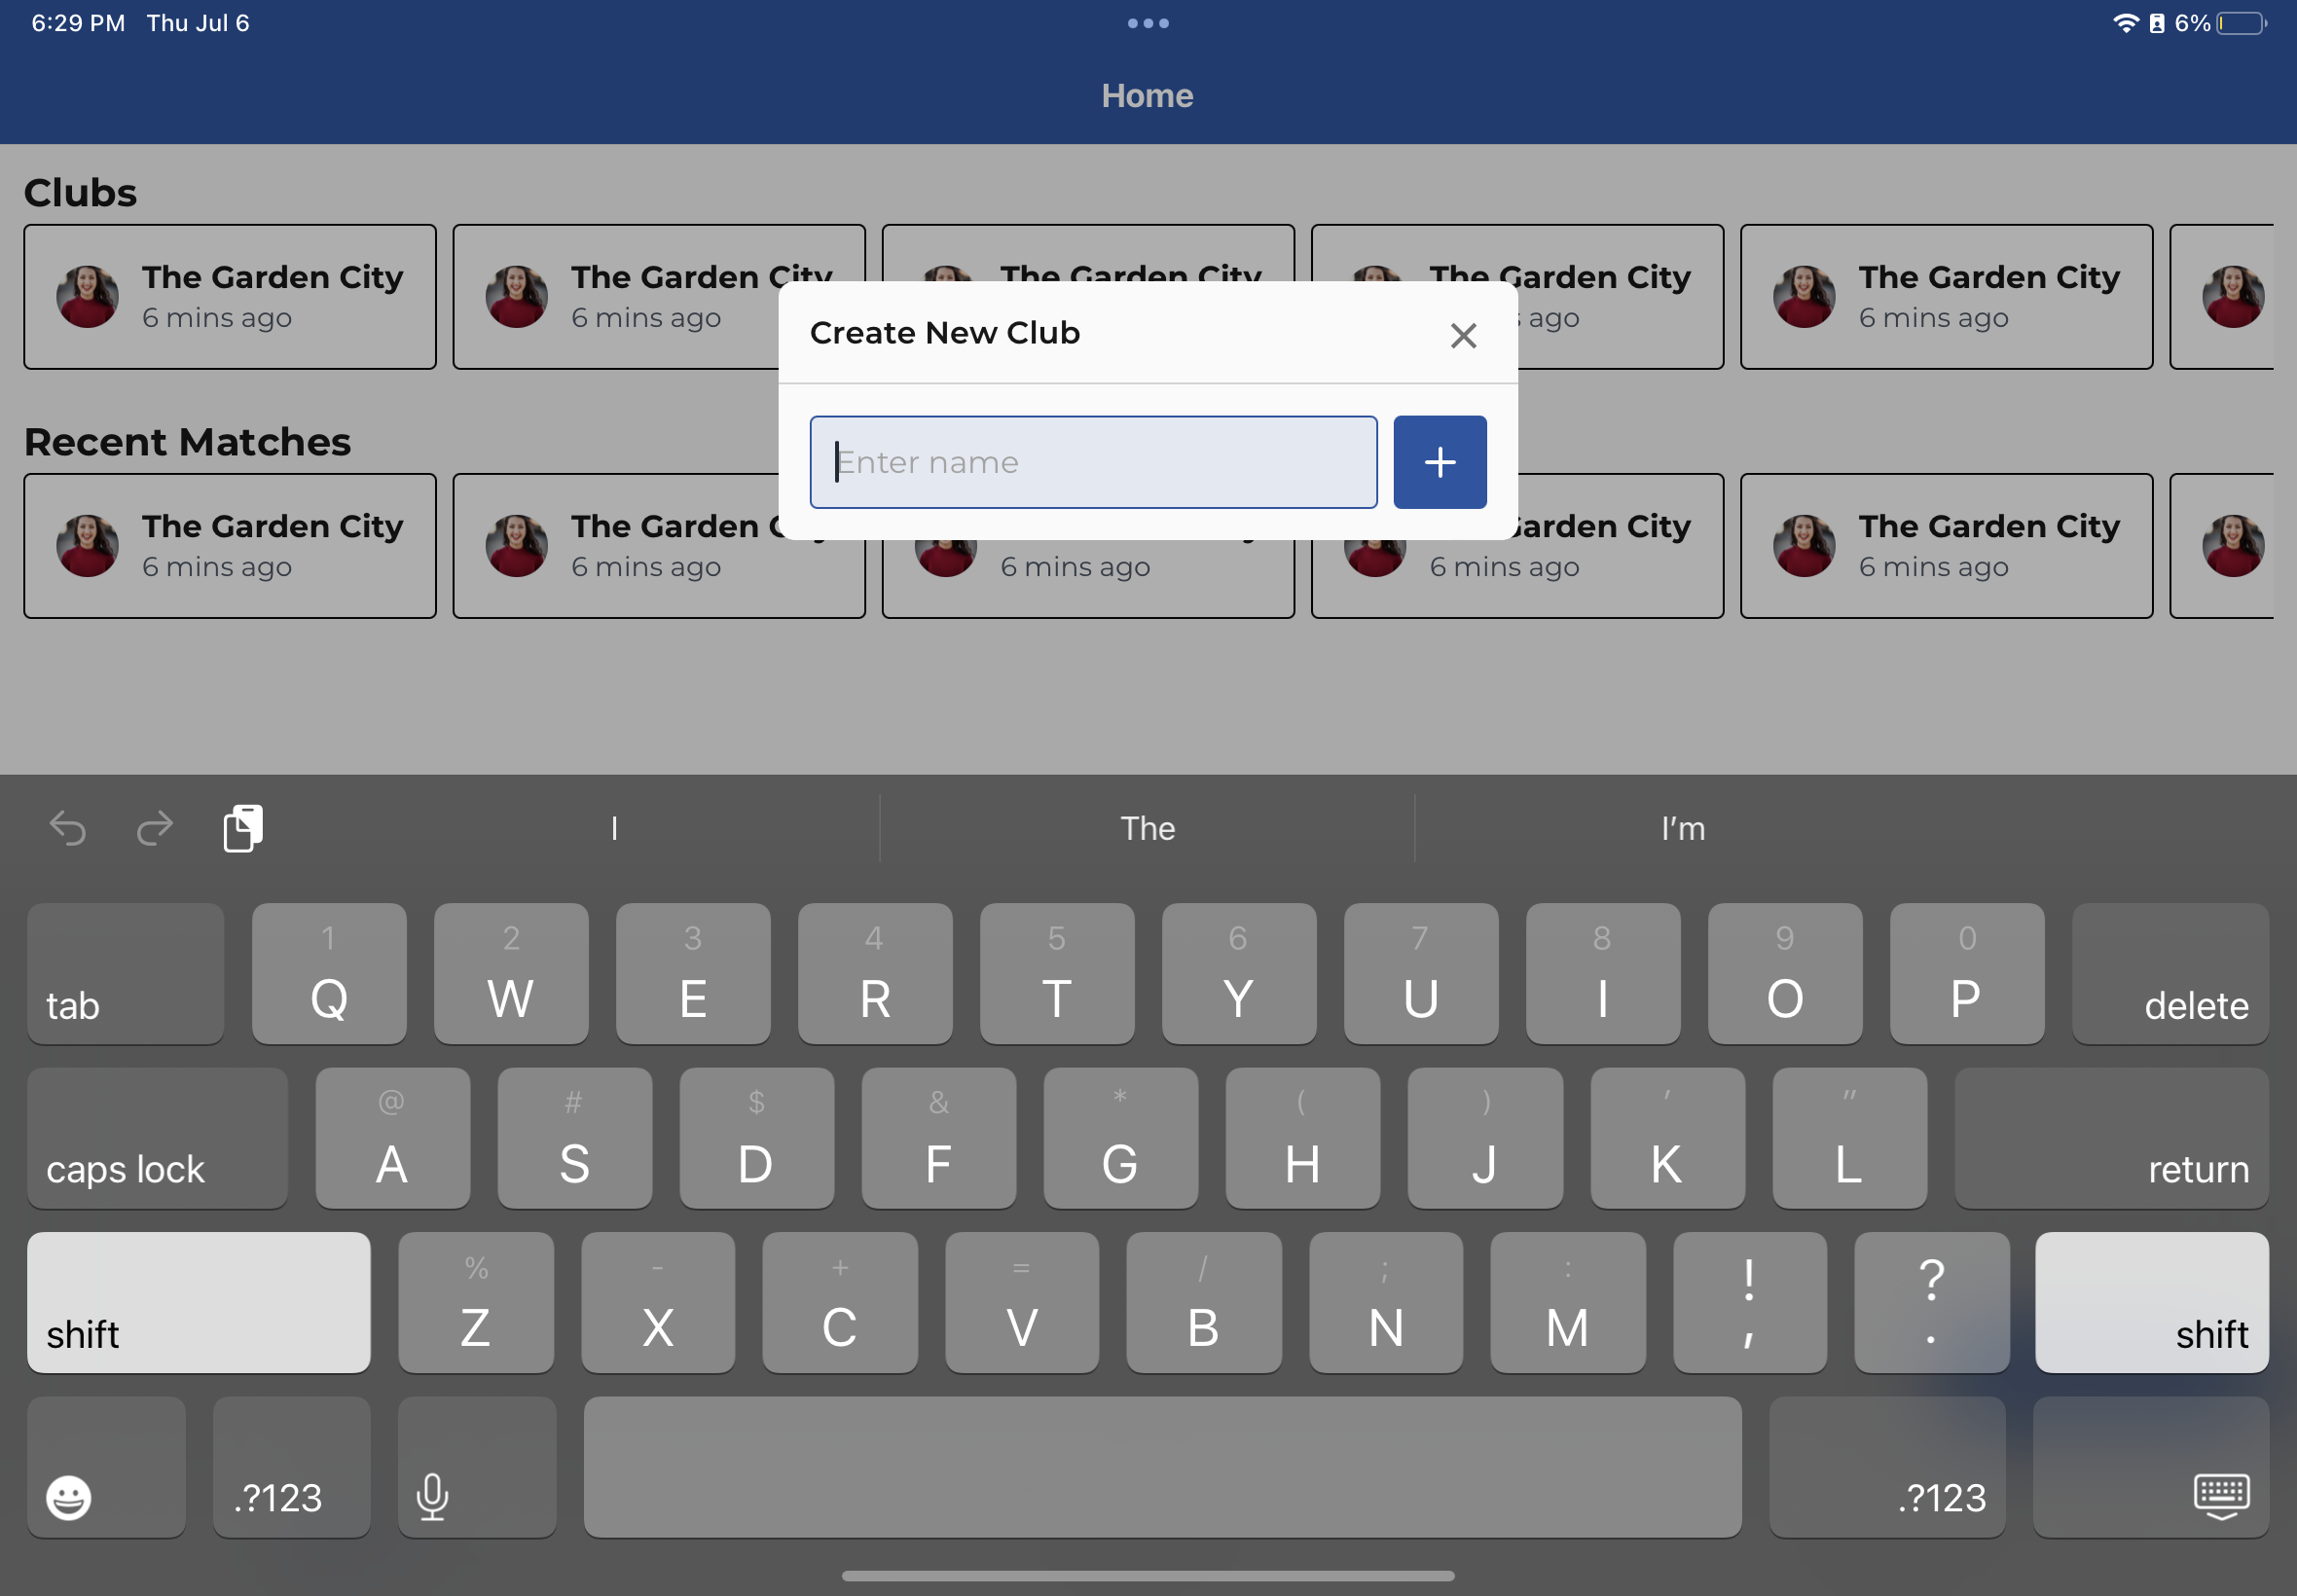 6:29 PM Thu Jul 6
6%
Home
Clubs
The Garden City The Garden City The Garden City The Garden City The Garden City
6 mins ago 6 mins ago ago 6 mins ago
Create New Club
Enter name
Recent Matches
The Garden City The Garden Garden City The Garden City
6 mins ago 6 mins ago 6 mins ago 6 mins ago 6 mins ago
I The I’m
1 2 3 4 5 6 7 8 9 0
tab Q W E R T Y U I O P delete
@ # $ & * ( ) ' "
caps lock A S D F G H J K L return
% - + = / ; : ! ?
shift Z X C V B N M , . shift
.?123 .?123